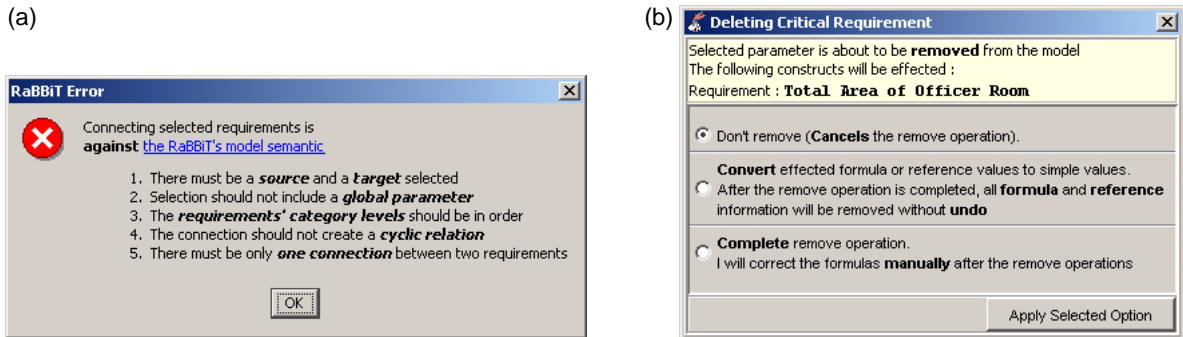 (a)
RaBBiT Error
Connecting selected requirements is
against the RaBBiT's model semantic
1. There must be a source and a target selected
2. Selection should not include a global parameter
3. The requirements' category levels should be in order
4. The connection should not create a cyclic relation
5. There must be only one connection between two requirements
OK
(b)
Deleting Critical Requirement
Selected parameter is about to be removed from the model
The following constructs will be effected :
Requirement : Total Area of Officer Room
Don't remove (Cancels the remove operation).
Convert effected formula or reference values to simple values.
After the remove operation is completed, all formula and reference
information will be removed without undo
Complete remove operation.
I will correct the formulas manually after the remove operations
Apply Selected Option